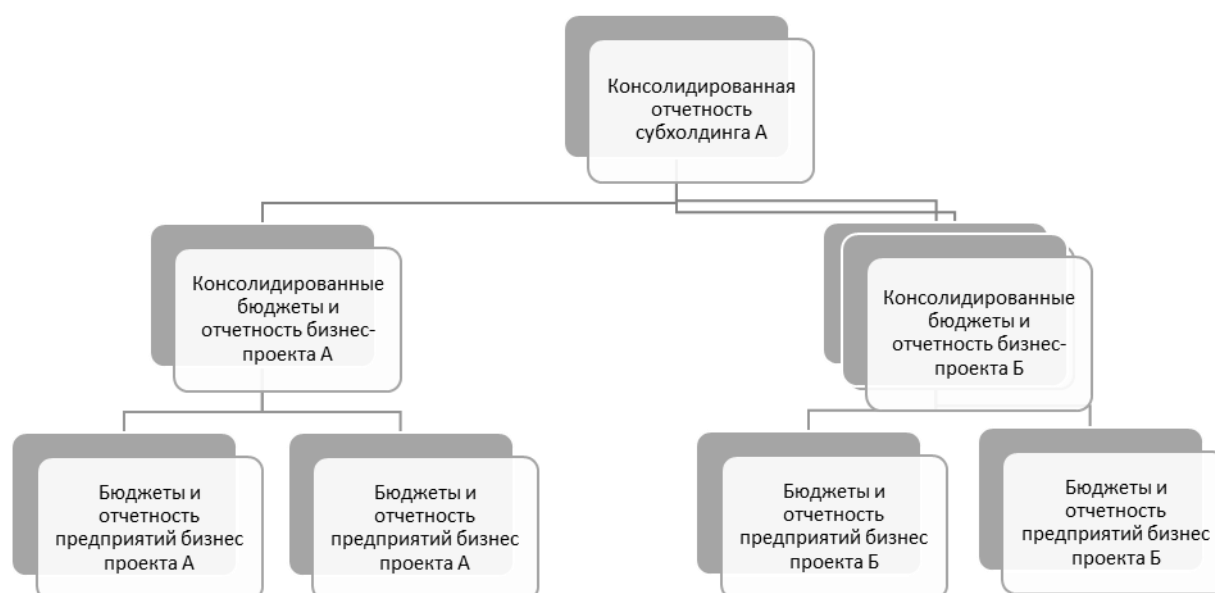 Консолидированная
отчетность
субхолдинга А
Консолидированные
бюджеты и
отчетность бизнес-
проекта А
Консолидированные
бюджеты и
отчетность бизнес-
проекта Б
Бюджеты и
отчетность
предприятий бизнес
проекта А
Бюджеты и
отчетность
предприятий бизнес
проекта А
Бюджеты и
отчетность
предприятий бизнес
проекта Б
Бюджеты и
отчетность
предприятий бизнес
проекта Б